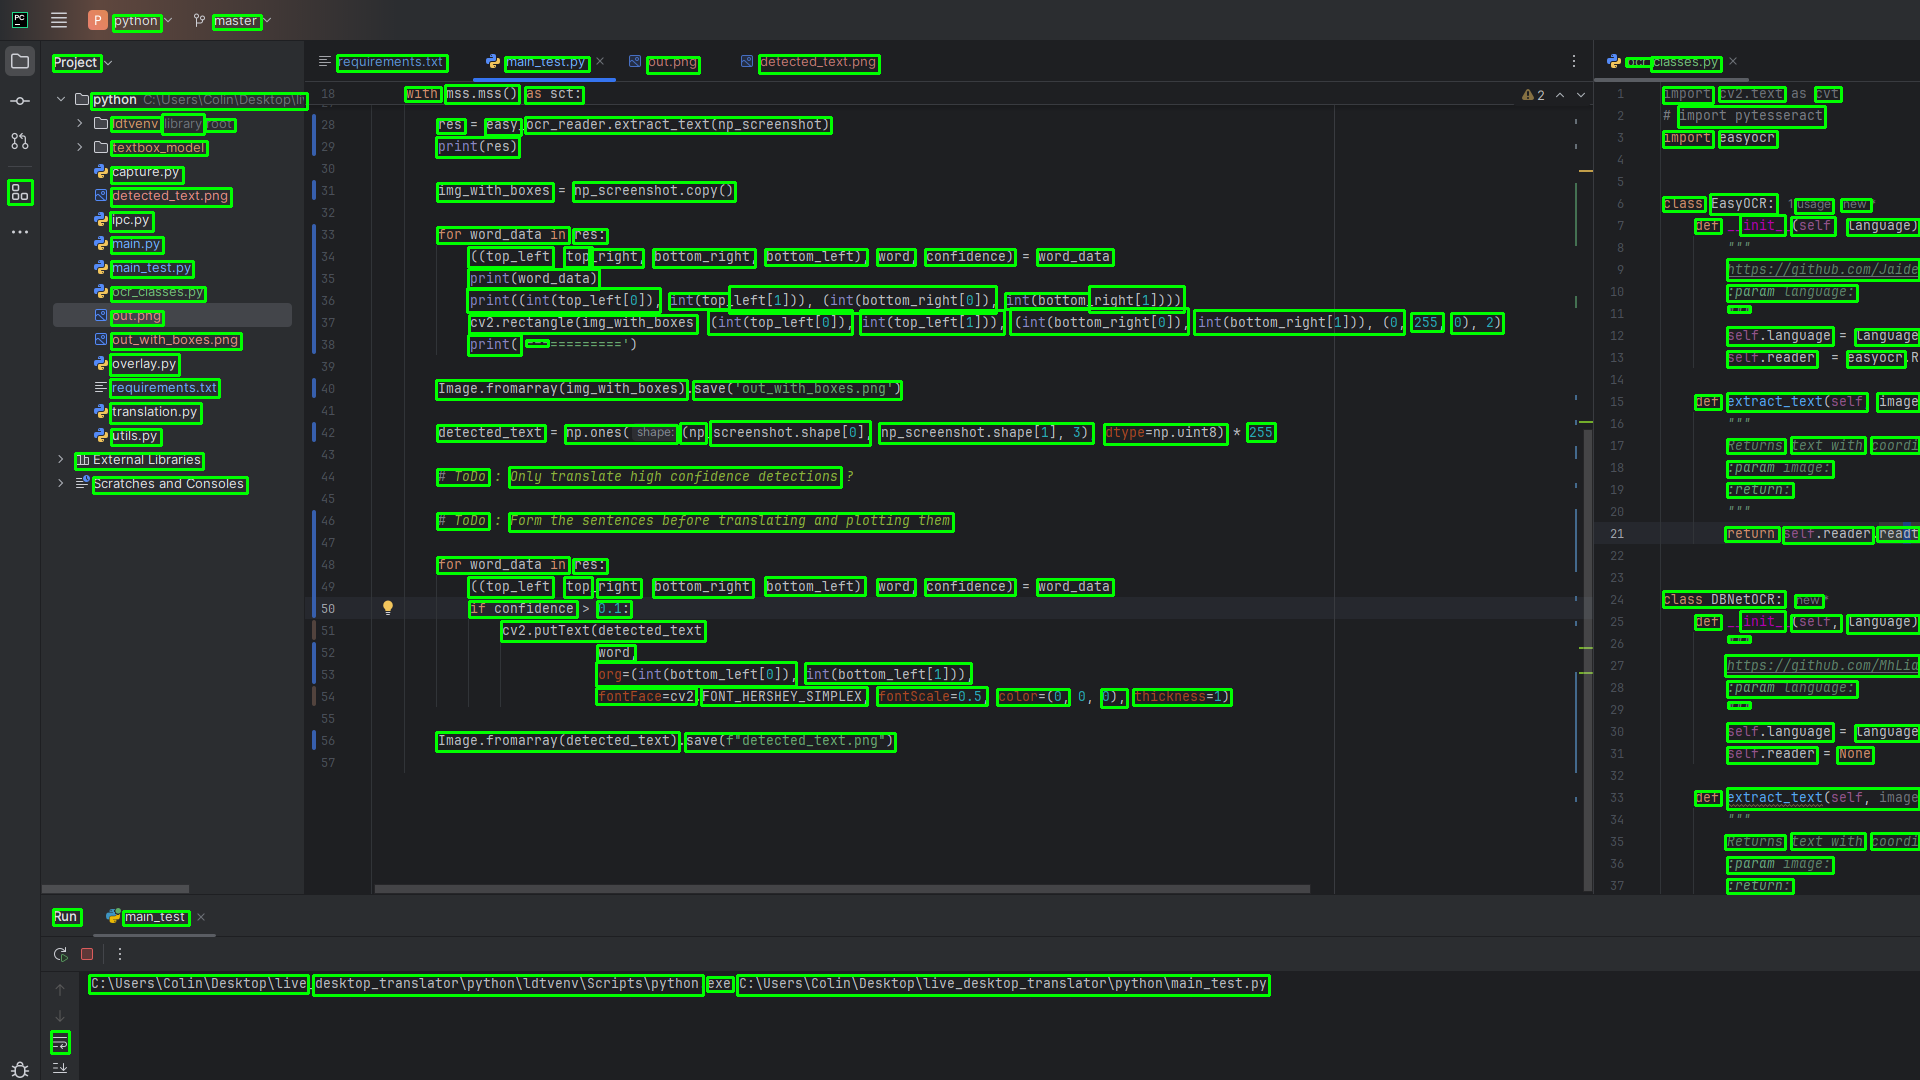 python master
Project
requirements.txt main_test.py out.png detected_text.png
ocr_classes.py
python C:\Users\Colin\Desktop\li
ldtvenv library root
textbox_model
capture.py
detected_text.png
ipc.py
main.py
main_test.py
ocr_classes.py
out.png
out_with_boxes.png
overlay.py
requirements.txt
translation.py
utils.py
External Libraries
Scratches and Consoles
18 with mss.mss() as sct:
2
28 res = easy_ocr_reader.extract_text(np_screenshot)
29 print(res)
30
31 img_with_boxes = np_screenshot.copy()
32
33 for word_data in res:
34 ((top_left, top_right, bottom_right, bottom_left), word, confidence) = word_data
35 print(word_data)
36 print((int(top_left[0]), int(top_left[1])), (int(bottom_right[0]), int(bottom_right[1])))
37 cv2.rectangle(img_with_boxes, (int(top_left[0]), int(top_left[1])), (int(bottom_right[0]), int(bottom_right[1])), (0, 255, 0), 2)
38 print('============')
39
40 Image.fromarray(img_with_boxes).save('out_with_boxes.png')
41
42 detected_text = np.ones( shape: (np_screenshot.shape[0], np_screenshot.shape[1], 3), dtype=np.uint8) * 255
43
44 # ToDo : Only translate high confidence detections ?
45
46 # ToDo : Form the sentences before translating and plotting them
47
48 for word_data in res:
49 ((top_left, top_right, bottom_right, bottom_left), word, confidence) = word_data
50 if confidence > 0.1:
51 cv2.putText(detected_text,
52 word,
53 org=(int(bottom_left[0]), int(bottom_left[1])),
54 fontFace=cv2.FONT_HERSHEY_SIMPLEX, fontScale=0.5, color=(0, 0, 0), thickness=1)
55
56 Image.fromarray(detected_text).save(f"detected_text.png")
57
1 import cv2.text as cvt
2 # import pytesseract
3 import easyocr
4
5
6 class EasyOCR: 1 usage new *
7 def __init__(self, language)
8 """
9 https://github.com/Jaide
10 :param language:
11 """
12 self.language = language
13 self.reader = easyocr.R
14
15 def extract_text(self, image
16 """
17 Returns text with coordi
18 :param image:
19 :return:
20 """
21 return self.reader.readt
22
23
24 class DBNetOCR: new *
25 def __init__(self, language)
26 """
27 https://github.com/MhLia
28 :param language:
29 """
30 self.language = language
31 self.reader = None
32
33 def extract_text(self, image
34 """
35 Returns text with coordi
36 :param image:
37 :return:
Run main_test
C:\Users\Colin\Desktop\live_desktop_translator\python\ldtvenv\Scripts\python.exe C:\Users\Colin\Desktop\live_desktop_translator\python\main_test.py